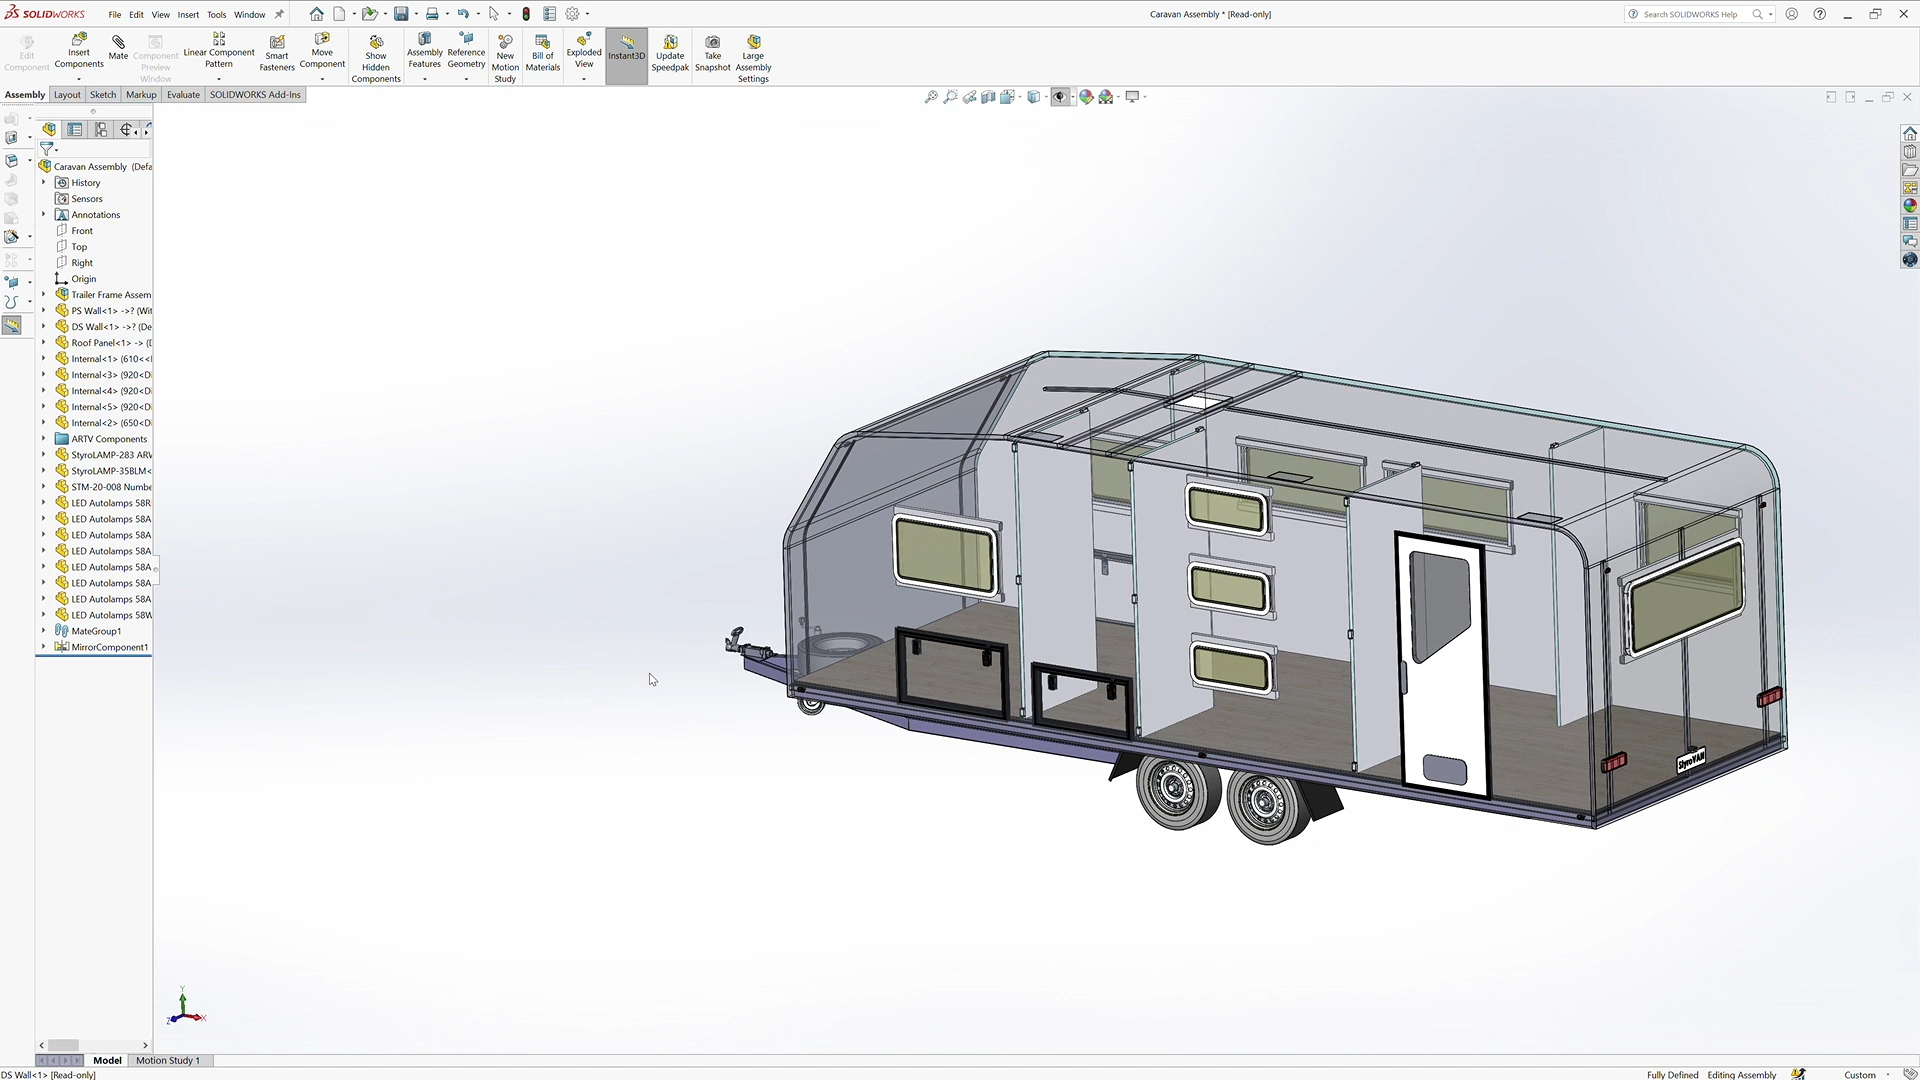 SOLIDWORKS
File
Edit
View
Insert
Tools
Window
Caravan Assembly * [Read-only]
Search SOLIDWORKS Help
Edit Component
Insert Components
Mate
Component Preview Window
Linear Component Pattern
Smart Fasteners
Move Component
Show Hidden Components
Assembly Features
Reference Geometry
New Motion Study
Bill of Materials
Exploded View
Instant3D
Update Speedpak
Take Snapshot
Large Assembly Settings
Assembly
Layout
Sketch
Markup
Evaluate
SOLIDWORKS Add-Ins
Caravan Assembly (Defa
History
Sensors
Annotations
Front
Top
Right
Origin
Trailer Frame Assem
PS Wall<1> ->? (Wit
DS Wall<1> ->? (De
Roof Panel<1> -> (D
Internal<1> (610<<
Internal<3> (920<Di
Internal<4> (920<Di
Internal<5> (920<Di
Internal<2> (650<Di
ARTV Components
StyroLAMP-283 ARV
StyroLAMP-35BLM<
STM-20-008 Numbe
LED Autolamps 58R
LED Autolamps 58A
LED Autolamps 58A
LED Autolamps 58A
LED Autolamps 58A
LED Autolamps 58A
LED Autolamps 58A
LED Autolamps 58W
MateGroup1
MirrorComponent1
StyroVAN
Y
Z
X
Model
Motion Study 1
DS Wall<1> [Read-only]
Fully Defined
Editing Assembly
Custom